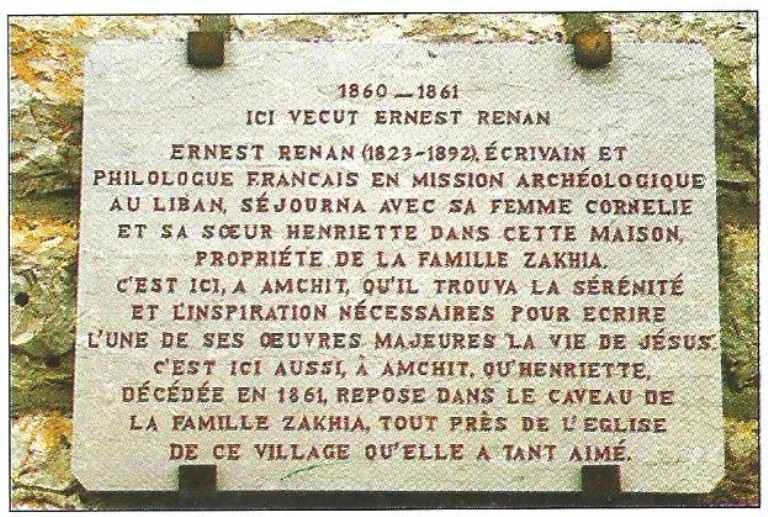 1860 — 1861
ICI VECUT ERNEST RENAN
ERNEST RENAN (1823-1892), ÉCRIVAIN ET
PHILOLOGUE FRANCAIS EN MISSION ARCHÉOLOGIQUE
AU LIBAN, SÉJOURNA AVEC SA FEMME CORNELIE
ET SA SŒUR HENRIETTE DANS CETTE MAISON,
PROPRIÉTE DE LA FAMILLE ZAKHIA.
C'EST ICI, A AMCHIT, QU'IL TROUVA LA SÉRÉNITÉ
ET L'INSPIRATION NÉCESSAIRES POUR ECRIRE
L'UNE DE SES ŒUVRES MAJEURES "LA VIE DE JÉSUS".
C'EST ICI AUSSI, À AMCHIT, QU'HENRIETTE,
DÉCÉDÉE EN 1861, REPOSE DANS LE CAVEAU DE
LA FAMILLE ZAKHIA, TOUT PRÈS DE L'EGLISE
DE CE VILLAGE QU'ELLE A TANT AIMÉ.